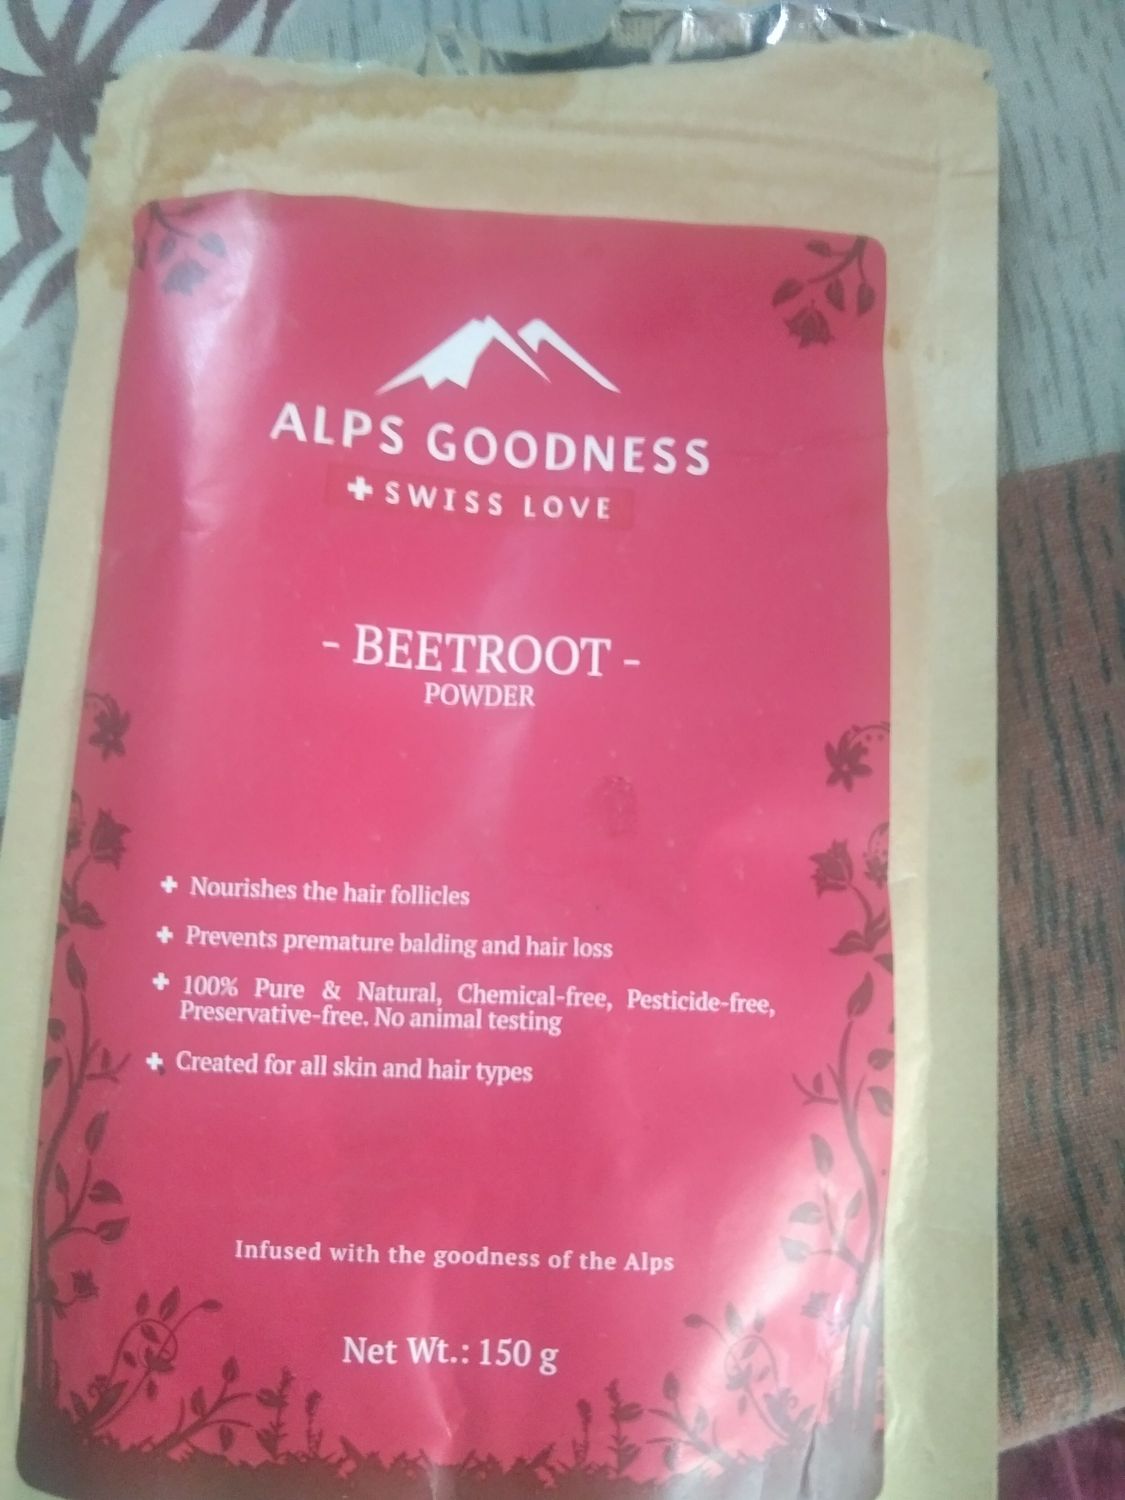 ALPS GOODNESS
+ SWISS LOVE
- BEETROOT -
POWDER
+ Nourishes the hair follicles
+ Prevents premature balding and hair loss
+ 100% Pure & Natural, Chemical-free, Pesticide-free,
Preservative-free. No animal testing
+ Created for all skin and hair types
Infused with the goodness of the Alps
Net Wt.: 150 g